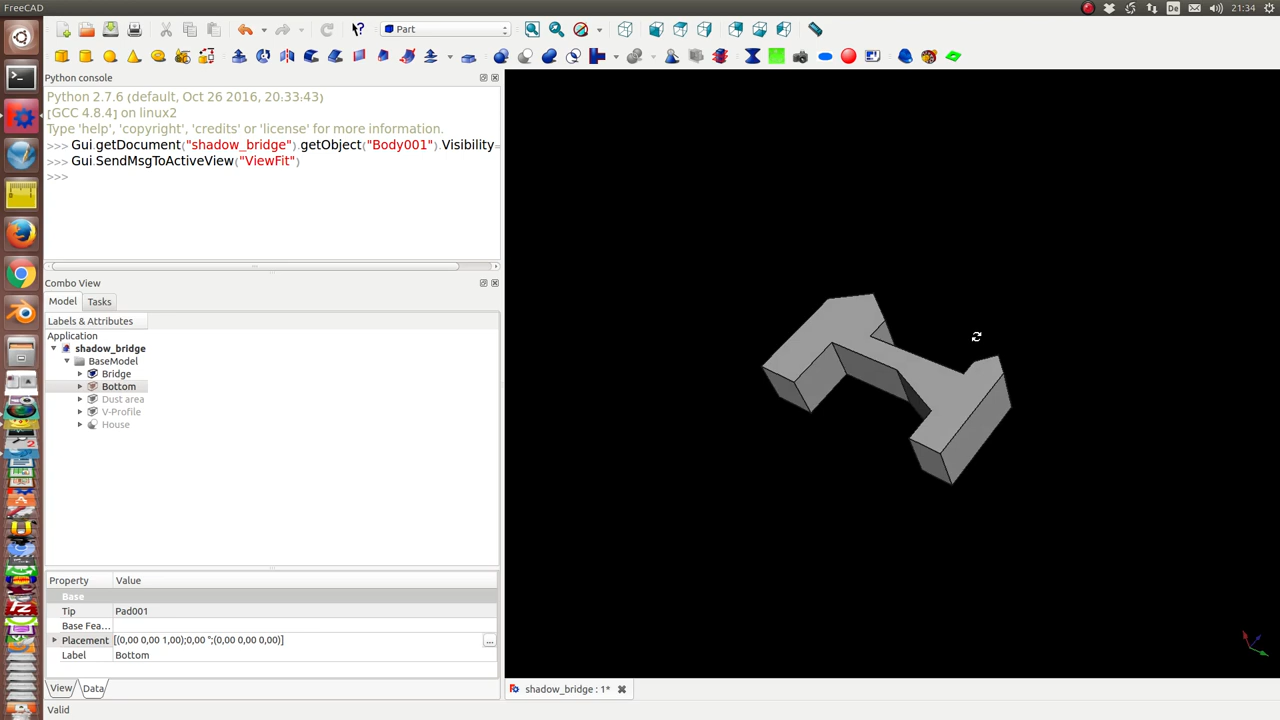 FreeCAD
De
21:34
Part
Python console
Python 2.7.6 (default, Oct 26 2016, 20:33:43)
[GCC 4.8.4] on linux2
Type 'help', 'copyright', 'credits' or 'license' for more information.
>>> Gui.getDocument("shadow_bridge").getObject("Body001").Visibility=
>>> Gui.SendMsgToActiveView("ViewFit")
>>>
Combo View
Model
Tasks
Labels & Attributes
Application
shadow_bridge
BaseModel
Bridge
Bottom
Dust area
V-Profile
House
Property Value
Base
Tip Pad001
Base Fea...
Placement [(0,00 0,00 1,00);0,00 °;(0,00 0,00 0,00)]
...
Label Bottom
View
Data
shadow_bridge : 1*
Valid